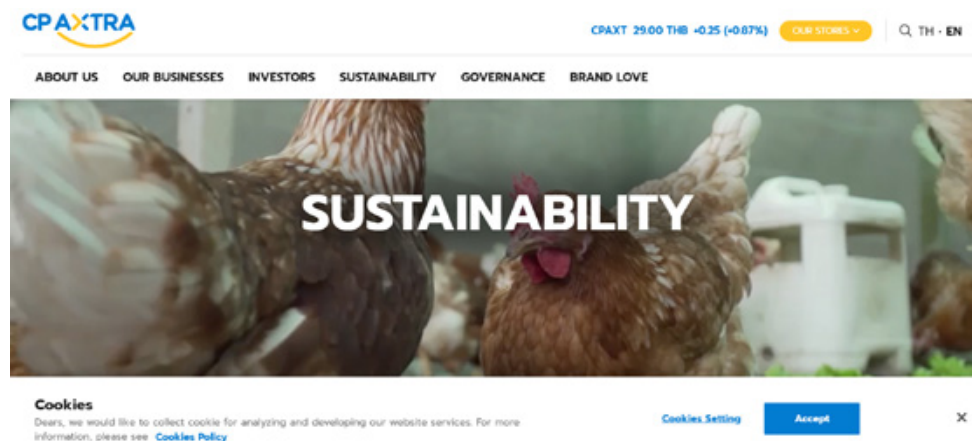 CP AXTRA
CPAXT 29.00 THB +0.25 (+0.87%) OUR STORES TH · EN
ABOUT US OUR BUSINESSES INVESTORS SUSTAINABILITY GOVERNANCE BRAND LOVE
SUSTAINABILITY
Cookies
Dears, we would like to collect cookie for analyzing and developing our website services. For more
information, please see Cookies Policy
Cookies Setting
Accept